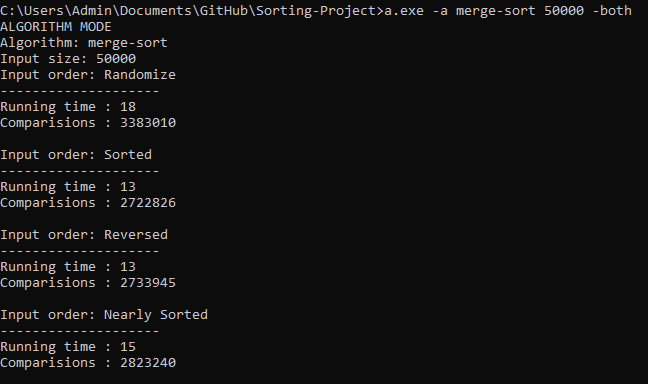 C:\Users\Admin\Documents\GitHub\Sorting-Project>a.exe -a merge-sort 50000 -both
ALGORITHM MODE
Algorithm: merge-sort
Input size: 50000
Input order: Randomize
--------------------
Running time : 18
Comparisions : 3383010
Input order: Sorted
--------------------
Running time : 13
Comparisions : 2722826
Input order: Reversed
--------------------
Running time : 13
Comparisions : 2733945
Input order: Nearly Sorted
--------------------
Running time : 15
Comparisions : 2823240